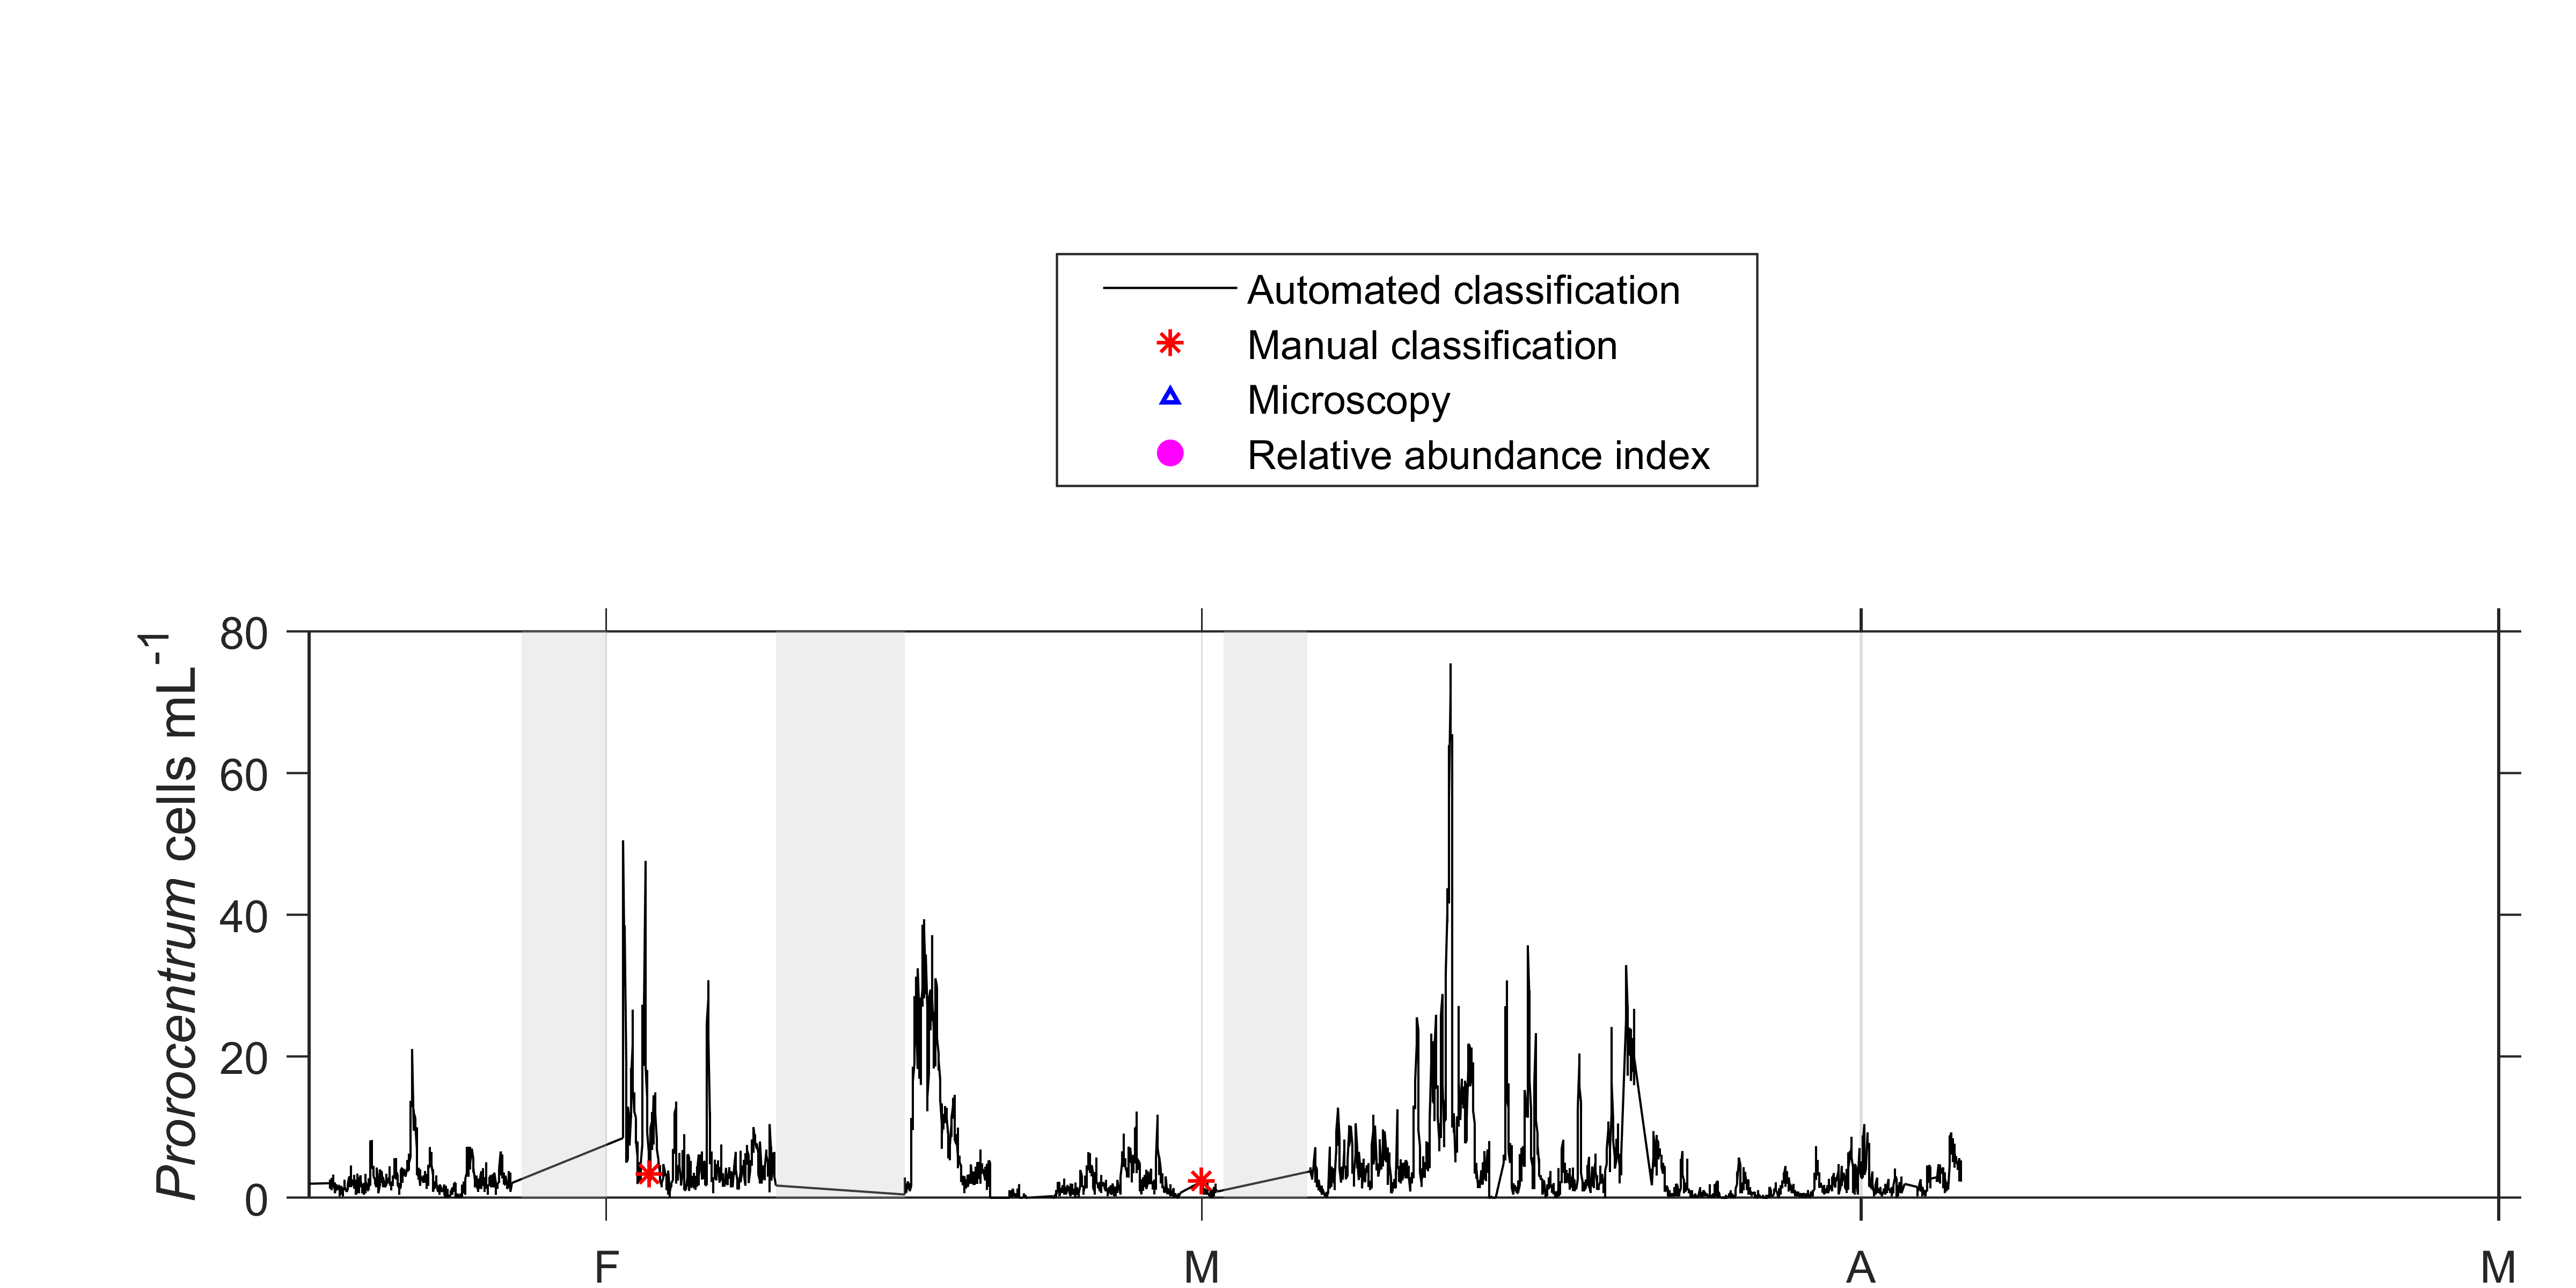 Automated classification
Manual classification
Microscopy
Relative abundance index
Prorocentrum cells mL-1
80
60
40
20
0
F
M
A
M